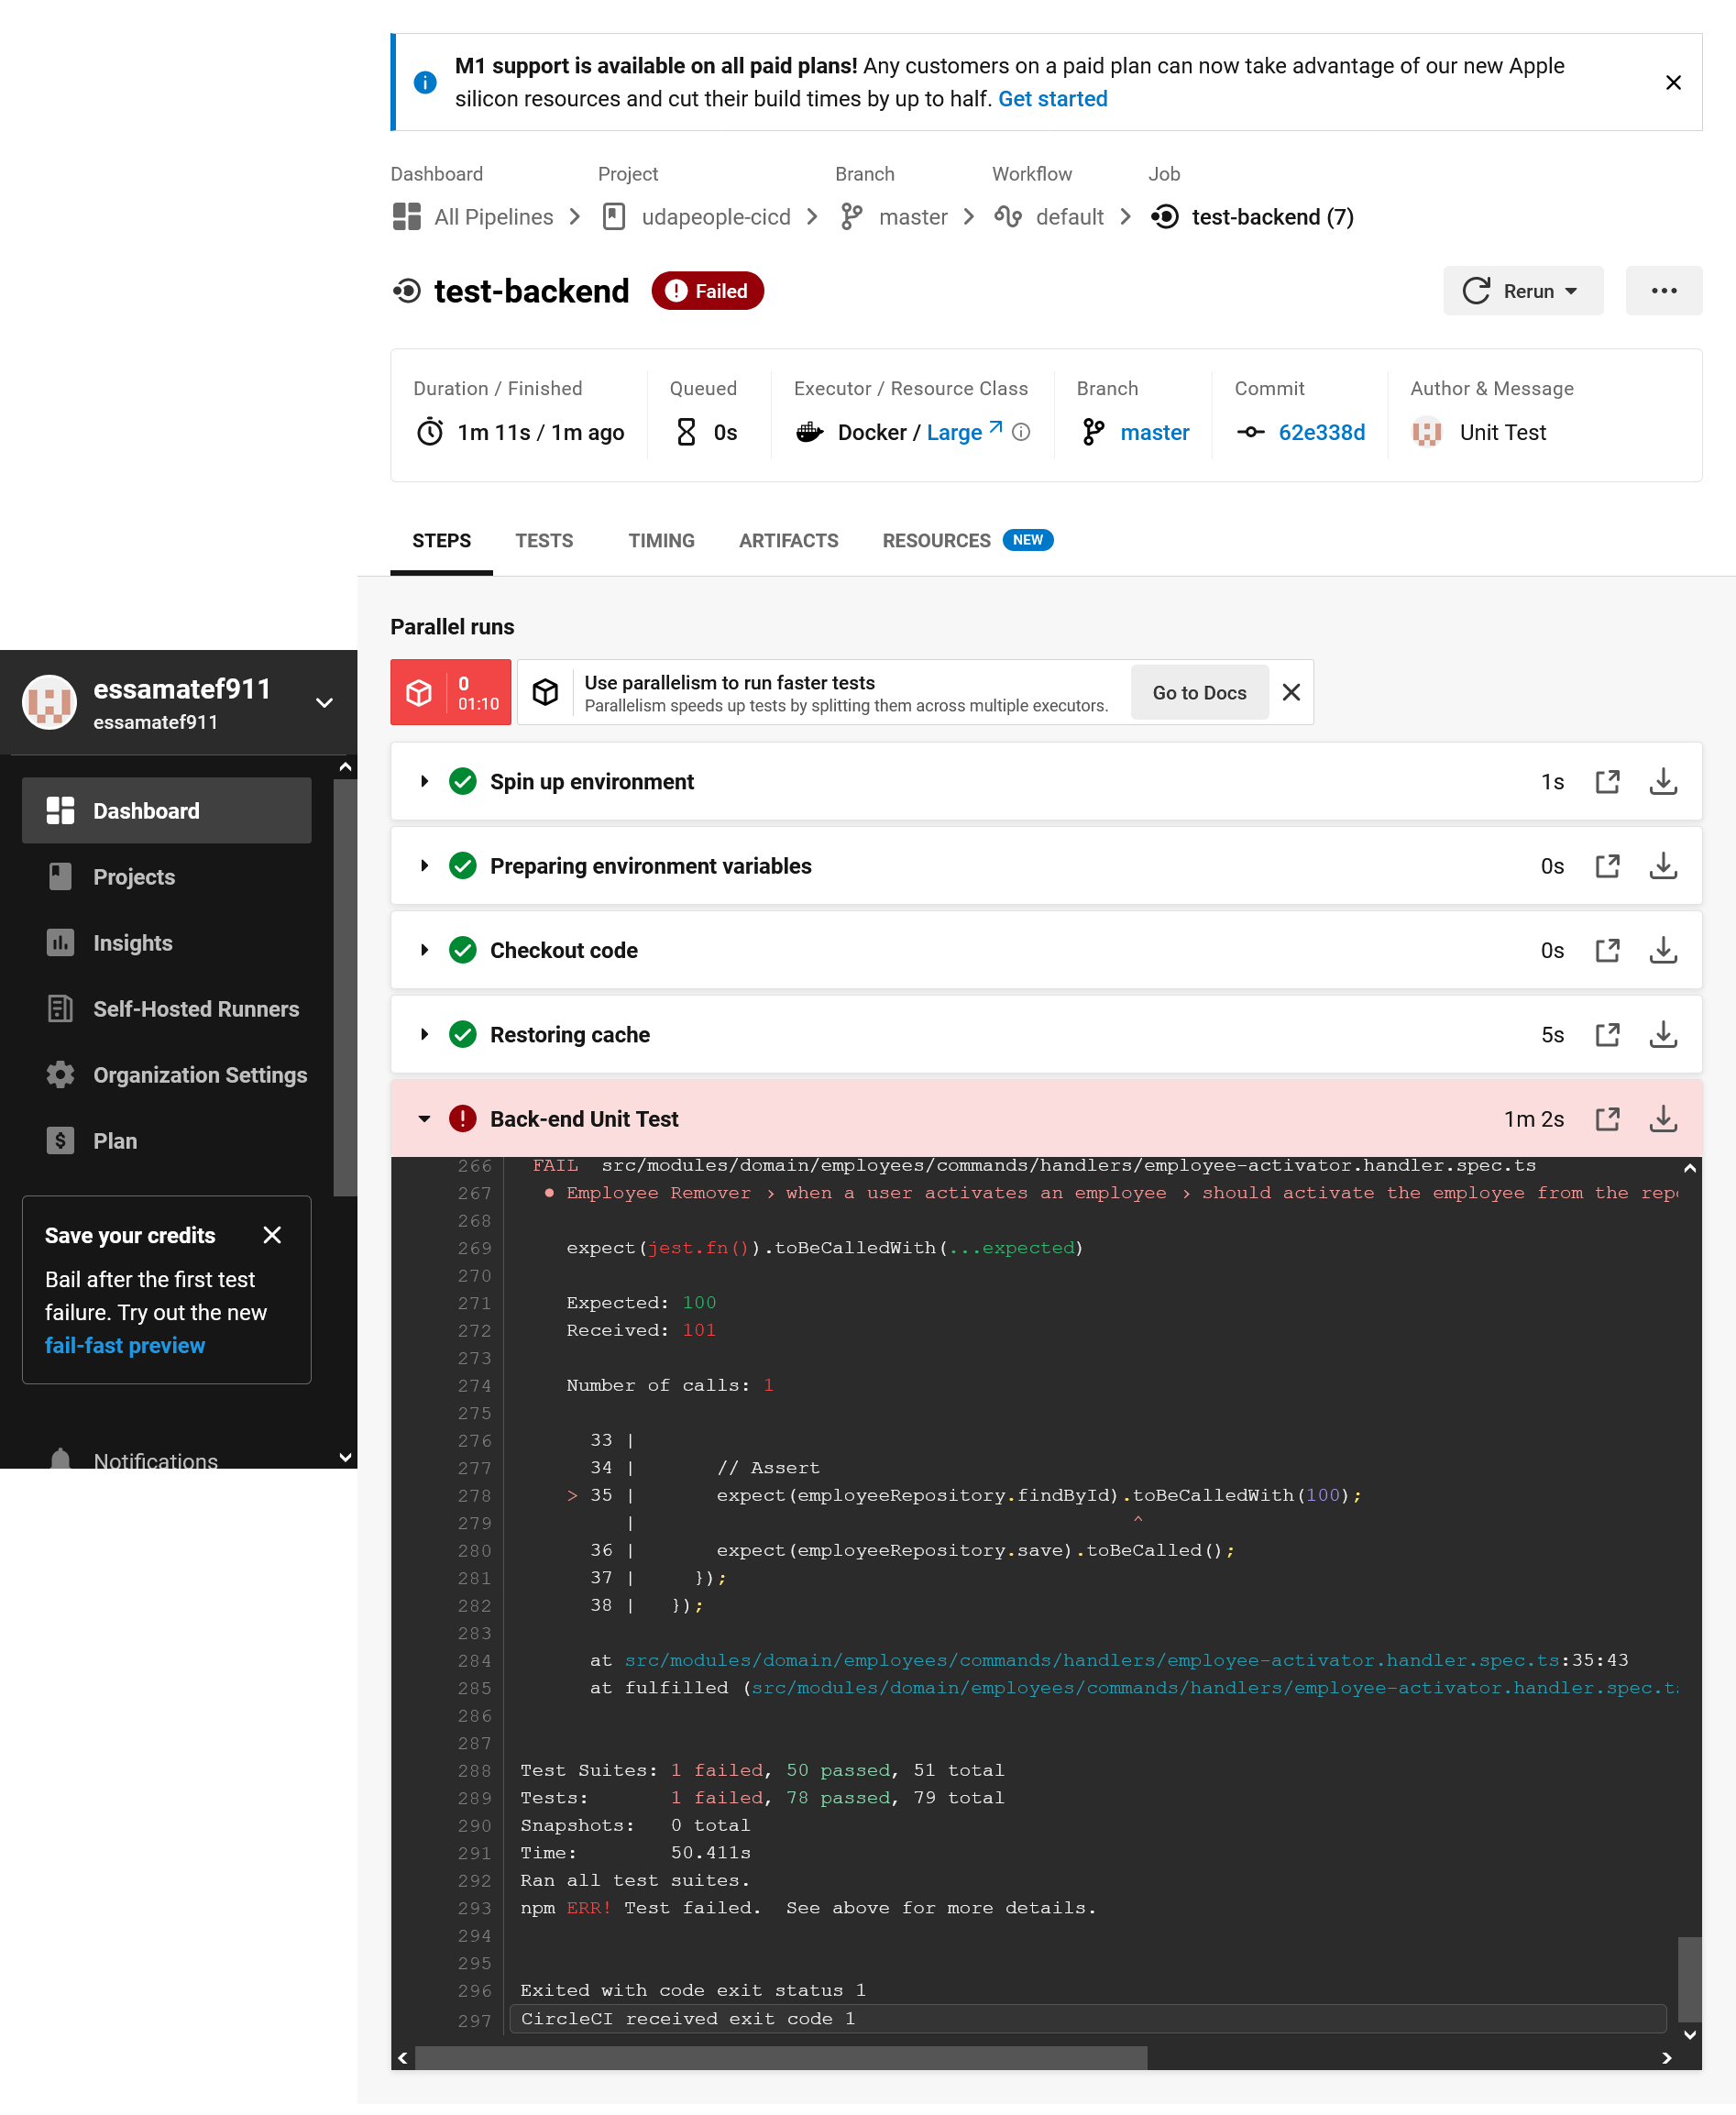 M1 support is available on all paid plans! Any customers on a paid plan can now take advantage of our new Apple
silicon resources and cut their build times by up to half. Get started
Dashboard Project Branch Workflow Job
All Pipelines udapeople-cicd master default test-backend (7)
test-backend Failed Rerun
Duration / Finished Queued Executor / Resource Class Branch Commit Author & Message
1m 11s / 1m ago 0s Docker / Large master 62e338d Unit Test
STEPS TESTS TIMING ARTIFACTS RESOURCES NEW
essamatef911
essamatef911
Dashboard
Projects
Insights
Self-Hosted Runners
Organization Settings
Plan
Save your credits
Bail after the first test
failure. Try out the new
fail-fast preview
Notifications
Parallel runs
0
01:10
Use parallelism to run faster tests
Parallelism speeds up tests by splitting them across multiple executors.
Go to Docs
Spin up environment 1s
Preparing environment variables 0s
Checkout code 0s
Restoring cache 5s
Back-end Unit Test 1m 2s
266 FAIL src/modules/domain/employees/commands/handlers/employee-activator.handler.spec.ts
267 ● Employee Remover › when a user activates an employee › should activate the employee from the rep
268
269 expect(jest.fn()).toBeCalledWith(...expected)
270
271 Expected: 100
272 Received: 101
273
274 Number of calls: 1
275
276 33 |
277 34 | // Assert
278 > 35 | expect(employeeRepository.findById).toBeCalledWith(100);
279 | ^
280 36 | expect(employeeRepository.save).toBeCalled();
281 37 | });
282 38 | });
283
284 at src/modules/domain/employees/commands/handlers/employee-activator.handler.spec.ts:35:43
285 at fulfilled (src/modules/domain/employees/commands/handlers/employee-activator.handler.spec.t
286
287
288 Test Suites: 1 failed, 50 passed, 51 total
289 Tests: 1 failed, 78 passed, 79 total
290 Snapshots: 0 total
291 Time: 50.411s
292 Ran all test suites.
293 npm ERR! Test failed. See above for more details.
294
295
296 Exited with code exit status 1
297 CircleCI received exit code 1